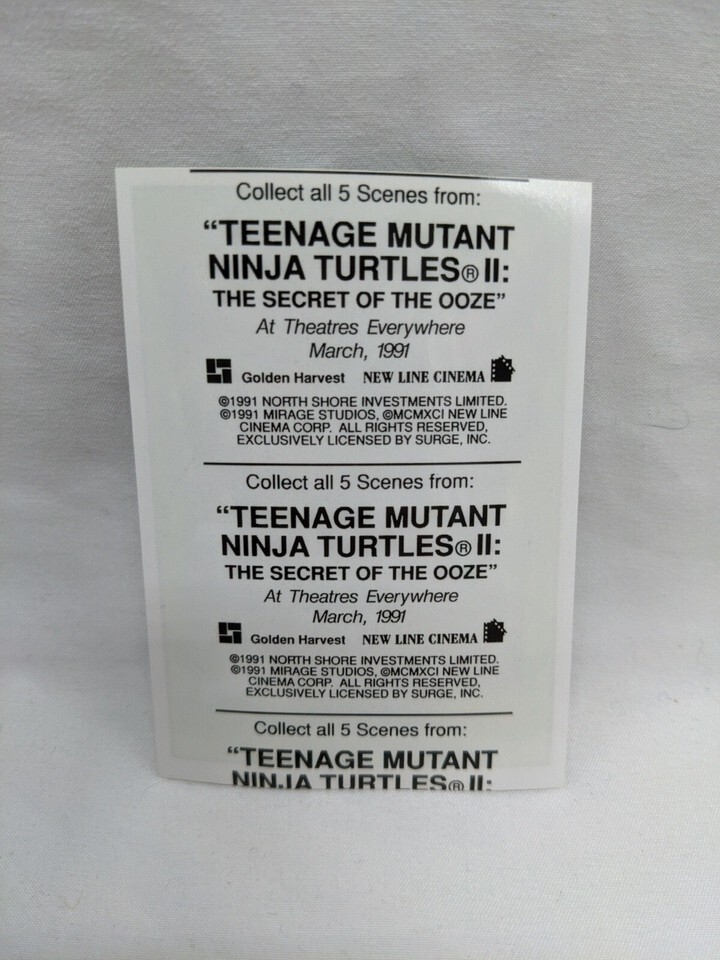 Collect all 5 Scenes from:
“TEENAGE MUTANT
NINJA TURTLES® II:
THE SECRET OF THE OOZE”
At Theatres Everywhere
March, 1991
Golden Harvest NEW LINE CINEMA
©1991 NORTH SHORE INVESTMENTS LIMITED.
©1991 MIRAGE STUDIOS, ©MCMXCI NEW LINE
CINEMA CORP. ALL RIGHTS RESERVED,
EXCLUSIVELY LICENSED BY SURGE, INC.
Collect all 5 Scenes from:
“TEENAGE MUTANT
NINJA TURTLES® II:
THE SECRET OF THE OOZE”
At Theatres Everywhere
March, 1991
Golden Harvest NEW LINE CINEMA
©1991 NORTH SHORE INVESTMENTS LIMITED.
©1991 MIRAGE STUDIOS, ©MCMXCI NEW LINE
CINEMA CORP. ALL RIGHTS RESERVED,
EXCLUSIVELY LICENSED BY SURGE, INC.
Collect all 5 Scenes from:
“TEENAGE MUTANT
NINJA TURTLES® II: